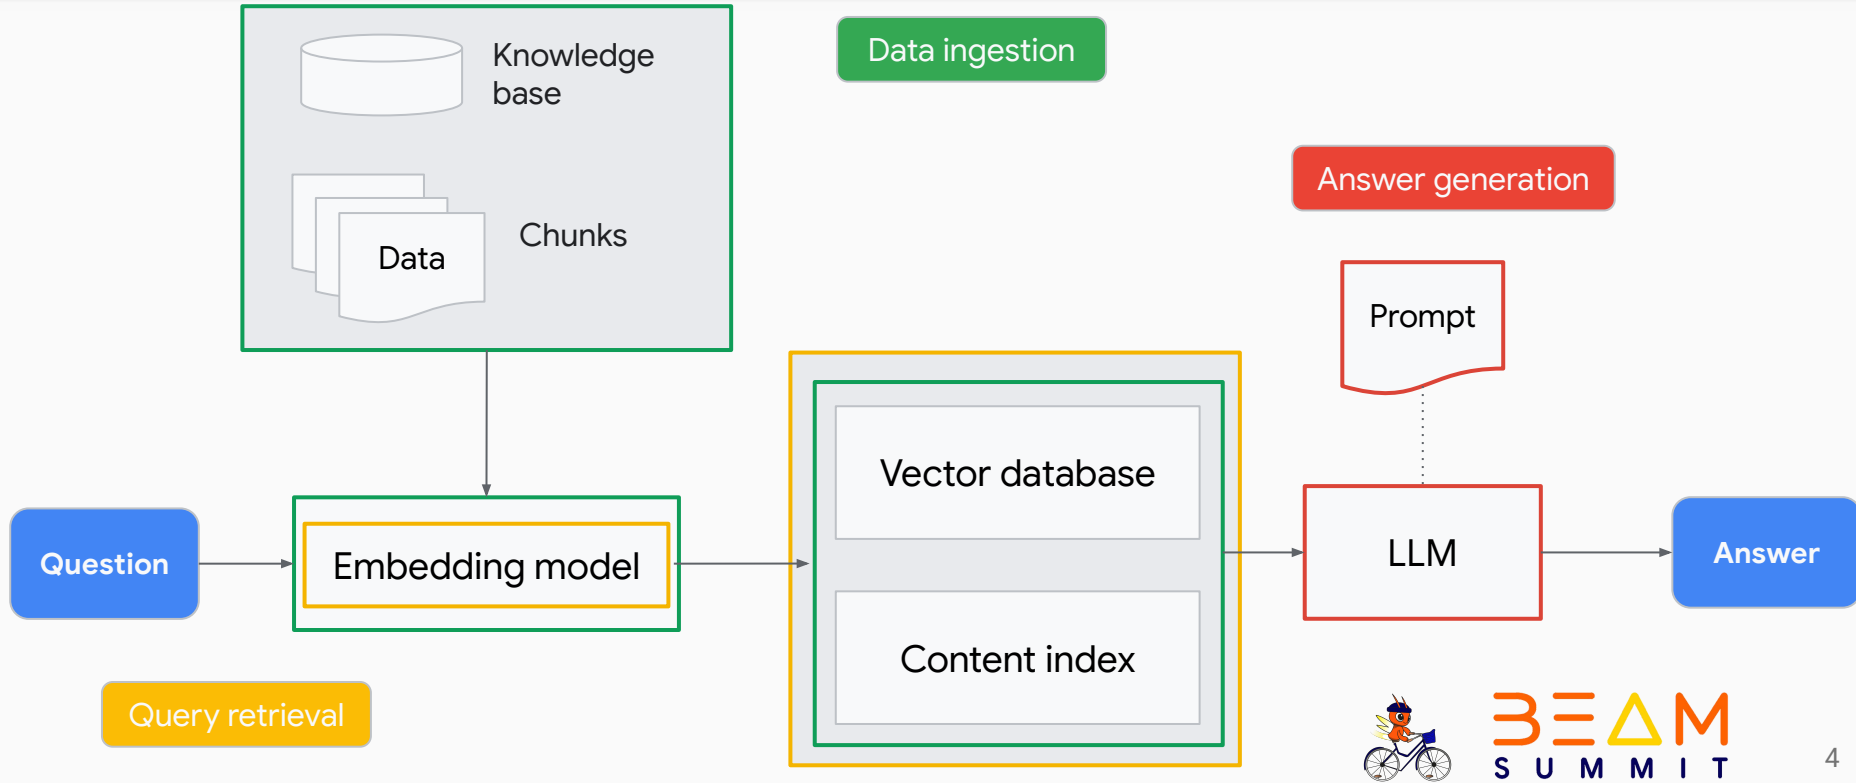 Knowledge
base
Data ingestion
Answer generation
Chunks
Data
Prompt
Vector database
Question
Embedding model
LLM
Answer
Content index
Query retrieval
BEAM
SUMMIT
4